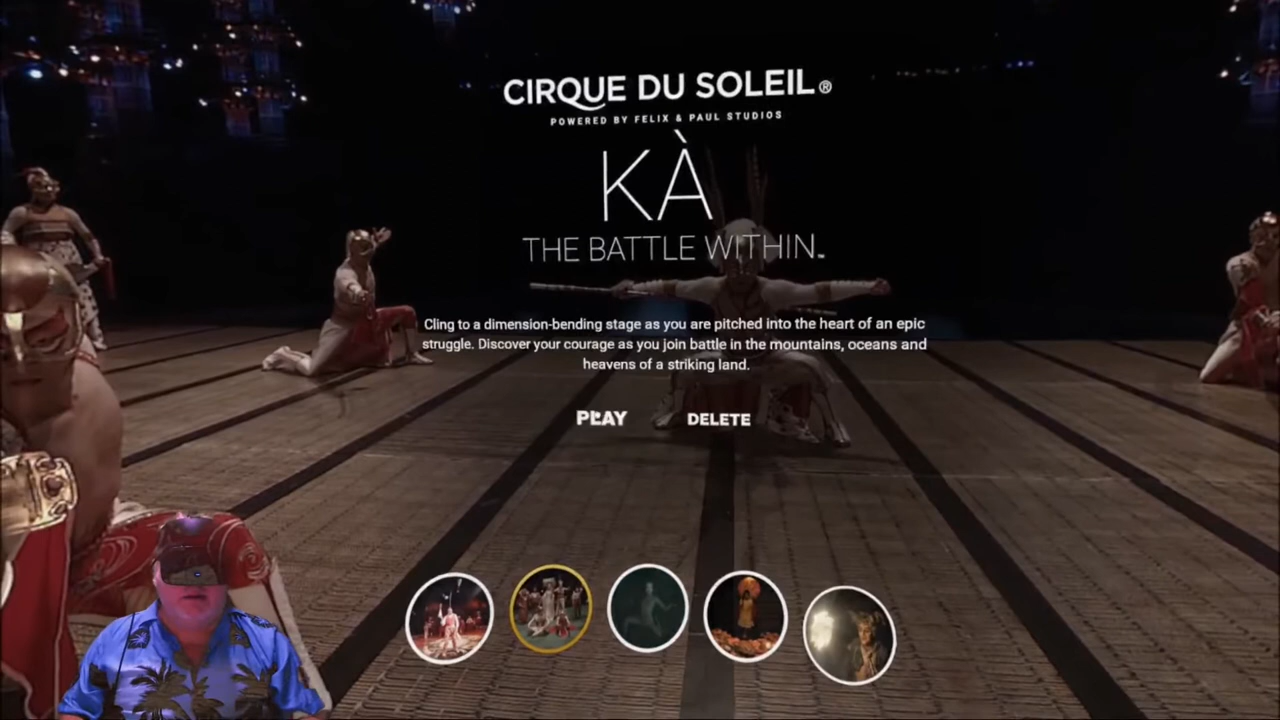 CIRQUE DU SOLEIL®
POWERED BY FELIX & PAUL STUDIOS
KÀ
THE BATTLE WITHIN™
Cling to a dimension-bending stage as you are pitched into the heart of an epic
struggle. Discover your courage as you join battle in the mountains, oceans and
heavens of a striking land.
PLAY DELETE